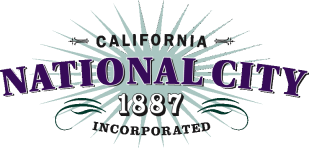 CALIFORNIA
NATIONAL CITY
1887
INCORPORATED